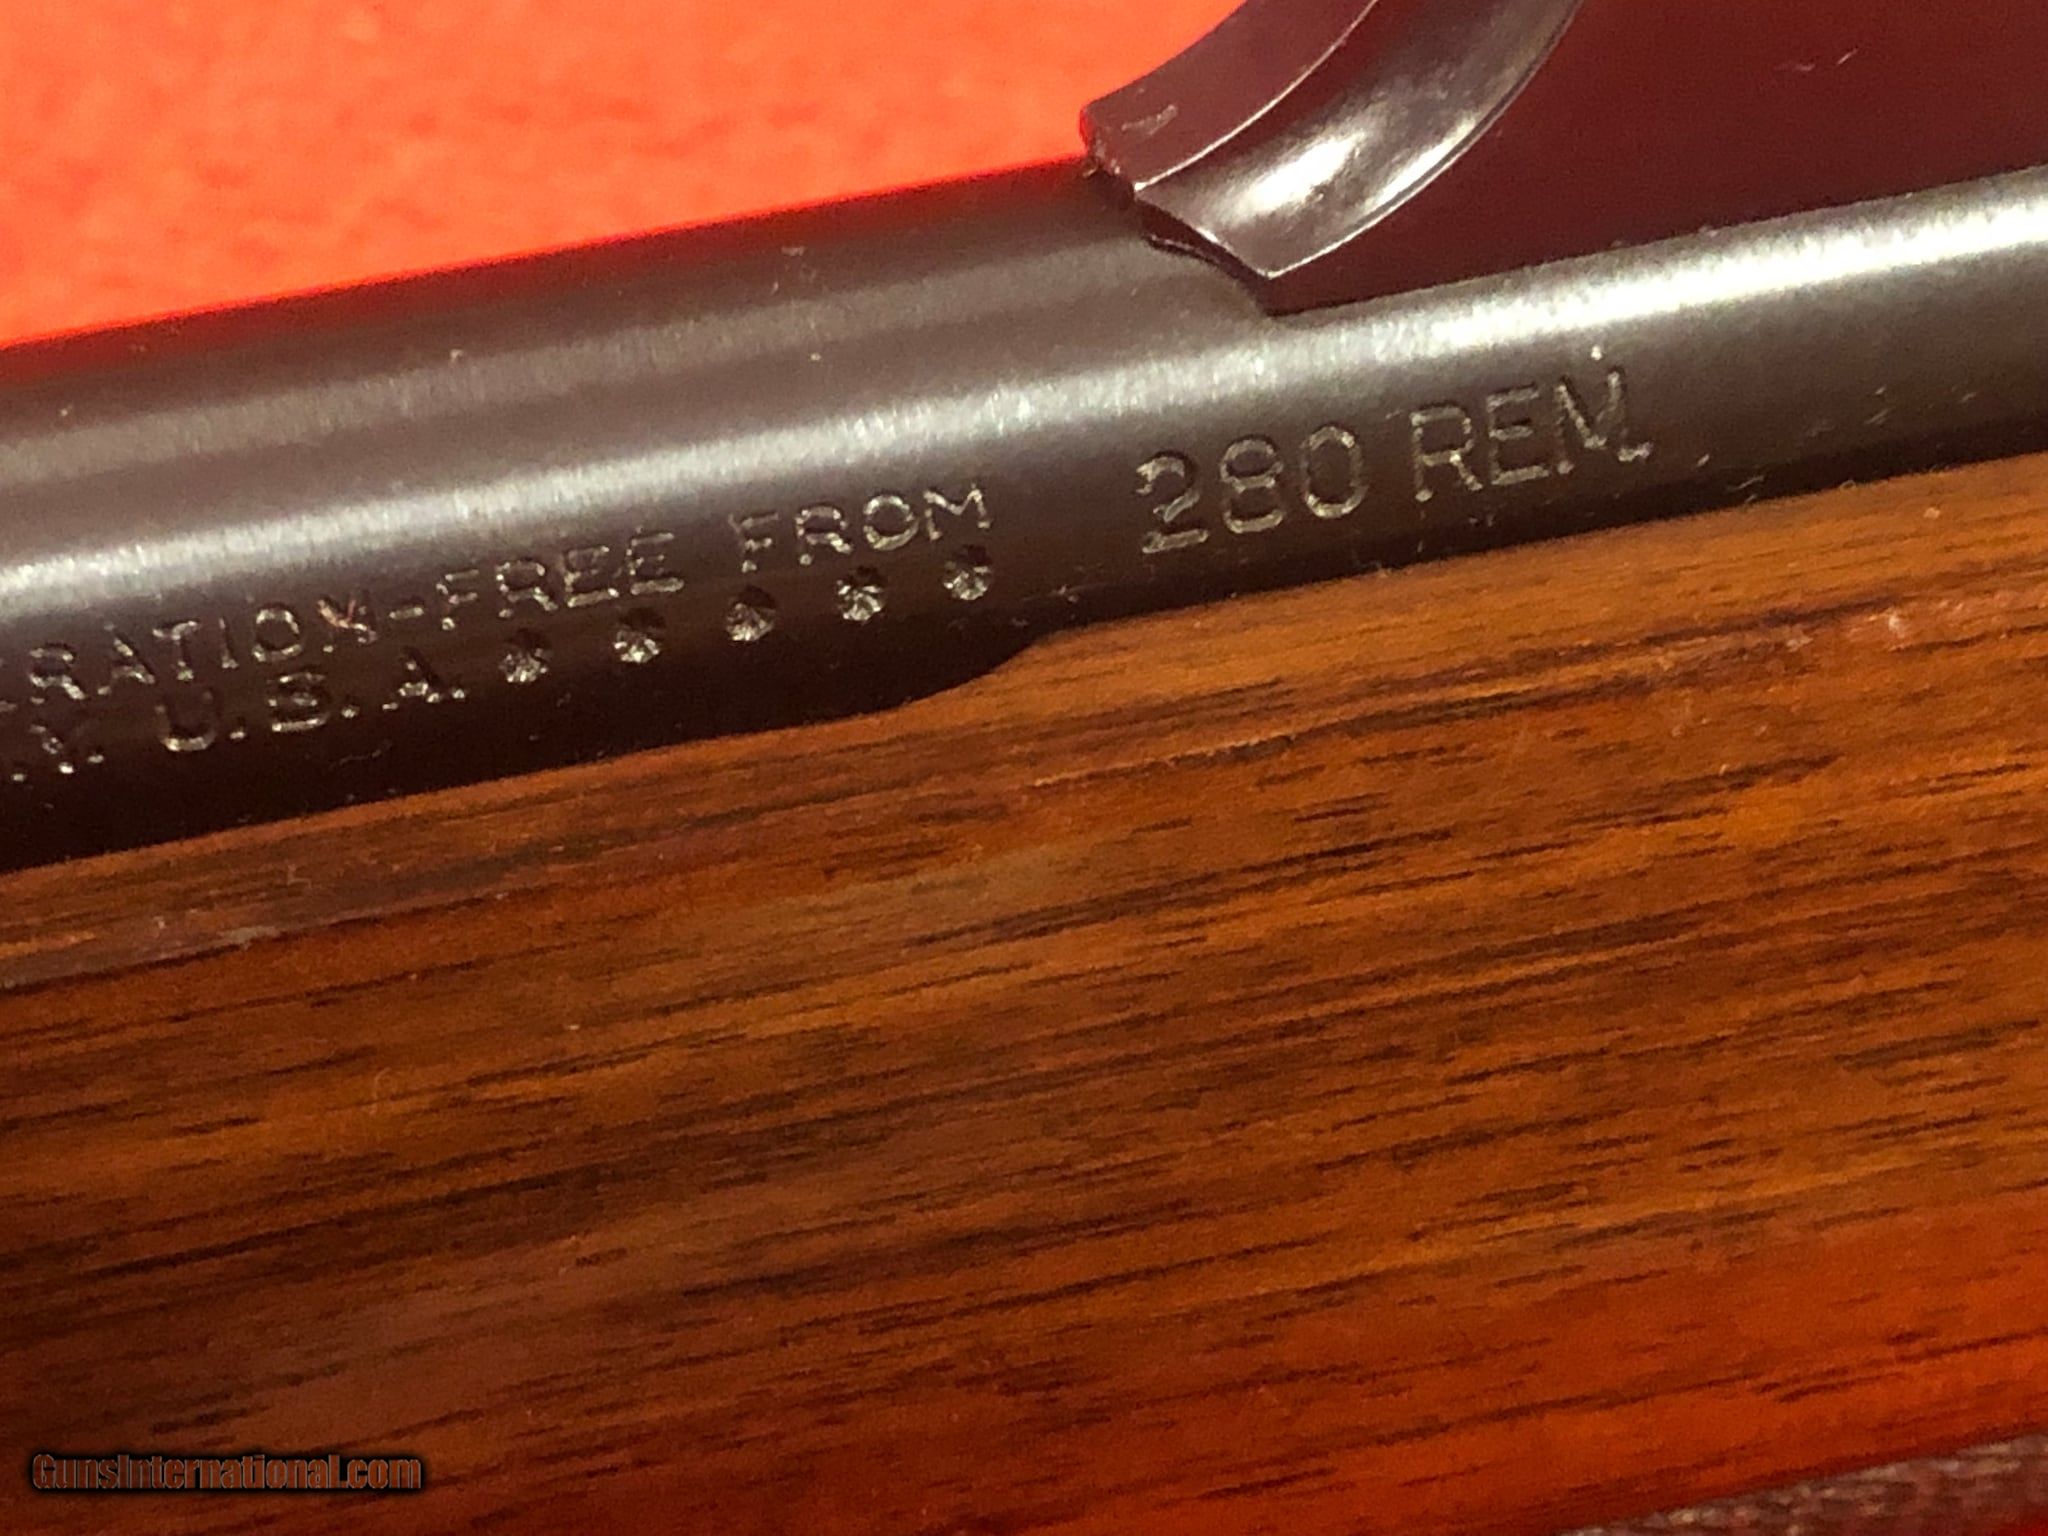 RATION-FREE FROM
Y. U.S.A. *****
280 REM.
GunsInternational.com